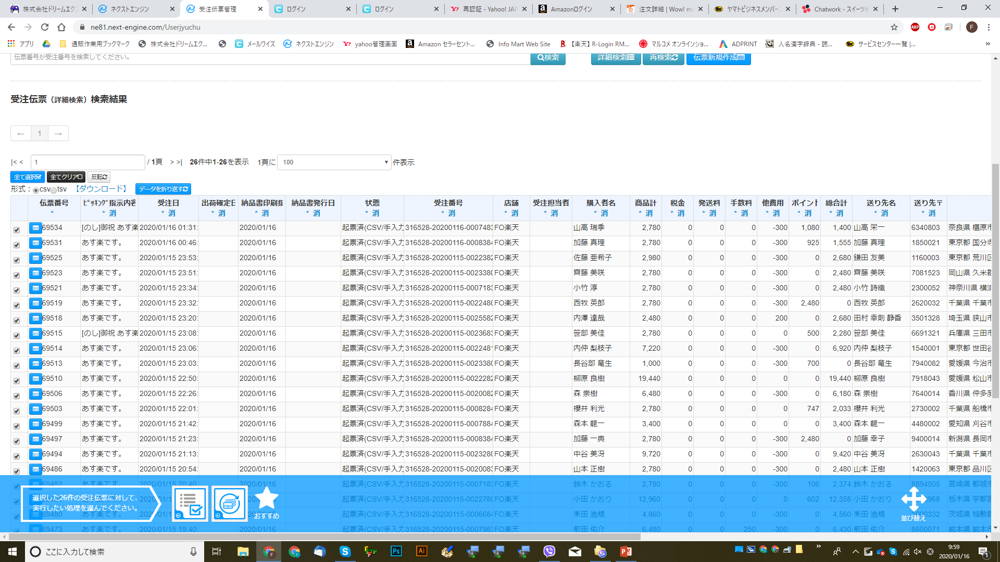 株式会社ドリームエクス
ネクストエンジン
受注伝票管理
ログイン
ログイン
再認証 - Yahoo! JAP
Amazonログイン
注文詳細 | Wow! ma
ヤマトビジネスメンバーズ
Chatwork - スイーツ
ne81.next-engine.com/Userjyuchu
アプリ
通販作業用ブックマーク
株式会社ドリームエク...
メールワイズ
ネクストエンジン
yahoo管理画面
Amazon セラーセント...
Info Mart Web Site
【楽天】R-Login RM...
マルコメ オンラインショ...
ADPRINT
人名漢字辞典 - 読...
サービスセンター一覧 |...
伝票番号か受注番号を検索してください。
検索
詳細検索
再検索
伝票新規作成
受注伝票（詳細検索）検索結果
← 1 →
|< < 1 / 1頁 > >| 26件中1-26を表示 1頁に 100 件表示
全て選択 全てクリア 反転
形式：csv tsv 【ダウンロード】 データを折り返す
伝票番号 ﾋﾟｯｷﾝｸﾞ指示内容 受注日 出荷確定日 納品書印刷指 納品書発行日 状態 受注番号 店舗 受注担当者 購入者名 商品計 税金 発送料 手数料 他費用 ポイント 総合計 送り先名 送り先〒
* * 消 * 消 * 消 * 消 * 消 * 消 * 消 * 消 * 消 * 消 * 消 * 消 * 消 * 消 * 消 * 消 * 消 * 消 * 消
69534 [のし]御祝 あす楽 2020/01/16 01:31: 2020/01/16 起票済(CSV/手入力 316528-20200116-0007483 FO楽天 山高 瑞季 2,780 0 0 0 -300 1,080 1,400 山高 栄一 6340803 奈良県 橿原市
69531 あす楽です。 2020/01/16 00:46: 2020/01/16 起票済(CSV/手入力 316528-20200116-0008384 FO楽天 加藤 真理 2,780 0 0 0 -300 925 1,555 加藤 真理 1850021 東京都 国分寺
69525 あす楽です。 2020/01/15 23:53: 2020/01/16 起票済(CSV/手入力 316528-20200115-0022382 FO楽天 佐藤 亜希子 2,980 0 0 0 -300 0 2,680 鎌田 友美 1160003 東京都 荒川区
69523 あす楽です。 2020/01/15 23:51: 2020/01/16 起票済(CSV/手入力 316528-20200115-0023380 FO楽天 齊藤 美咲 2,780 0 0 0 -300 0 2,480 齊藤 美咲 7081523 岡山県 久米郡
69521 あす楽です。 2020/01/15 23:34: 2020/01/16 起票済(CSV/手入力 316528-20200115-0007183 FO楽天 小竹 淳 2,780 0 0 0 -300 0 2,480 小竹 詩織 2300052 神奈川県 横浜
69519 あす楽です。 2020/01/15 23:32: 2020/01/16 起票済(CSV/手入力 316528-20200115-0022480 FO楽天 西牧 英郎 2,780 0 0 0 -300 2,480 0 西牧 英郎 2620032 千葉県 千葉市
69518 あす楽です。 2020/01/15 23:20: 2020/01/16 起票済(CSV/手入力 316528-20200115-0025582 FO楽天 内澤 達哉 2,480 0 0 0 200 0 2,680 田村 幸則 静香 3501328 埼玉県 狭山市
69515 [のし]御祝 あす楽 2020/01/15 23:08: 2020/01/16 起票済(CSV/手入力 316528-20200115-0023683 FO楽天 笹部 美佳 2,780 0 0 0 0 500 2,280 笹部 美佳 6691321 兵庫県 三田市
69514 あす楽です。 2020/01/15 23:06: 2020/01/16 起票済(CSV/手入力 316528-20200115-0022481 FO楽天 内仲 梨枝子 7,220 0 0 0 -300 0 6,920 内仲 梨枝子 1540001 東京都 世田谷
69513 あす楽です。 2020/01/15 23:03: 2020/01/16 起票済(CSV/手入力 316528-20200115-0023380 FO楽天 長谷部 竜生 1,000 0 0 0 -300 700 0 長谷部 竜生 7940082 愛媛県 今治市
69510 あす楽です。 2020/01/15 22:50: 2020/01/16 起票済(CSV/手入力 316528-20200115-0022282 FO楽天 柳原 良樹 19,440 0 0 0 0 0 19,440 柳原 良樹 7918043 愛媛県 松山市
69506 あす楽です。 2020/01/15 22:26: 2020/01/16 起票済(CSV/手入力 316528-20200115-0020082 FO楽天 森 崇樹 6,480 0 0 0 -300 0 6,180 森 崇樹 7640014 香川県 仲多度
69503 あす楽です。 2020/01/15 22:01: 2020/01/16 起票済(CSV/手入力 316528-20200115-0008284 FO楽天 櫻井 利光 2,780 0 0 0 0 747 2,033 櫻井 利光 2730002 千葉県 船橋市
69499 あす楽です。 2020/01/15 21:42: 2020/01/16 起票済(CSV/手入力 316528-20200115-0007884 FO楽天 森本 龍一 3,400 0 0 0 0 0 3,400 森本 龍一 4480002 愛知県 刈谷市
69497 あす楽です。 2020/01/15 21:23: 2020/01/16 起票済(CSV/手入力 316528-20200115-0008384 FO楽天 加藤 一典 2,780 0 0 0 -300 2,480 0 加藤 幸子 9400014 新潟県 長岡市
69494 あす楽です。 2020/01/15 21:13: 2020/01/16 起票済(CSV/手入力 316528-20200115-0023280 FO楽天 中谷 美冴 9,720 0 0 0 -300 0 9,420 中谷 美冴 2630043 千葉県 千葉市
69486 あす楽です。 2020/01/15 20:54: 2020/01/16 起票済(CSV/手入力 316528-20200115-0020083 FO楽天 山本 正樹 2,780 0 0 0 -300 0 2,480 山本 正樹 1420063 東京都 品川区
69482 あす楽です。 2020/01/15 20:40: 2020/01/16 起票済(CSV/手入力 316528-20200115-0007183 FO楽天 鈴木 かおる 2,780 0 0 0 -300 106 2,374 鈴木 かおる 8894505 宮崎県 都城市
2020/01/16 起票済(CSV/手入力 316528-20200115-0022780 FO楽天 小田 かおり 12,960 0 0 0 0 602 12,358 小田 かおり 968 栃木県 宇都宮
69480 2020/01/16 起票済(CSV/手入力 316528-20200115-0006684 FO楽天 禾田 浩規 4,860 0 0 0 -300 0 4,560 禾田 浩規 3000332 茨城県 稲敷郡
69473 あす楽です。 2020/01/15 19:40: 2020/01/16 起票済(CSV/手入力 316528-20200115-0007983 FO楽天 前田 佑介 6,480 0 0 250 -300 0 6,430 前田 佑介 8600071 熊本県 熊本市
選択した26件の受注伝票に対して、
実行したい処理を選んでください。
おすすめ
並び替え
ここに入力して検索
9:59
2020/01/16